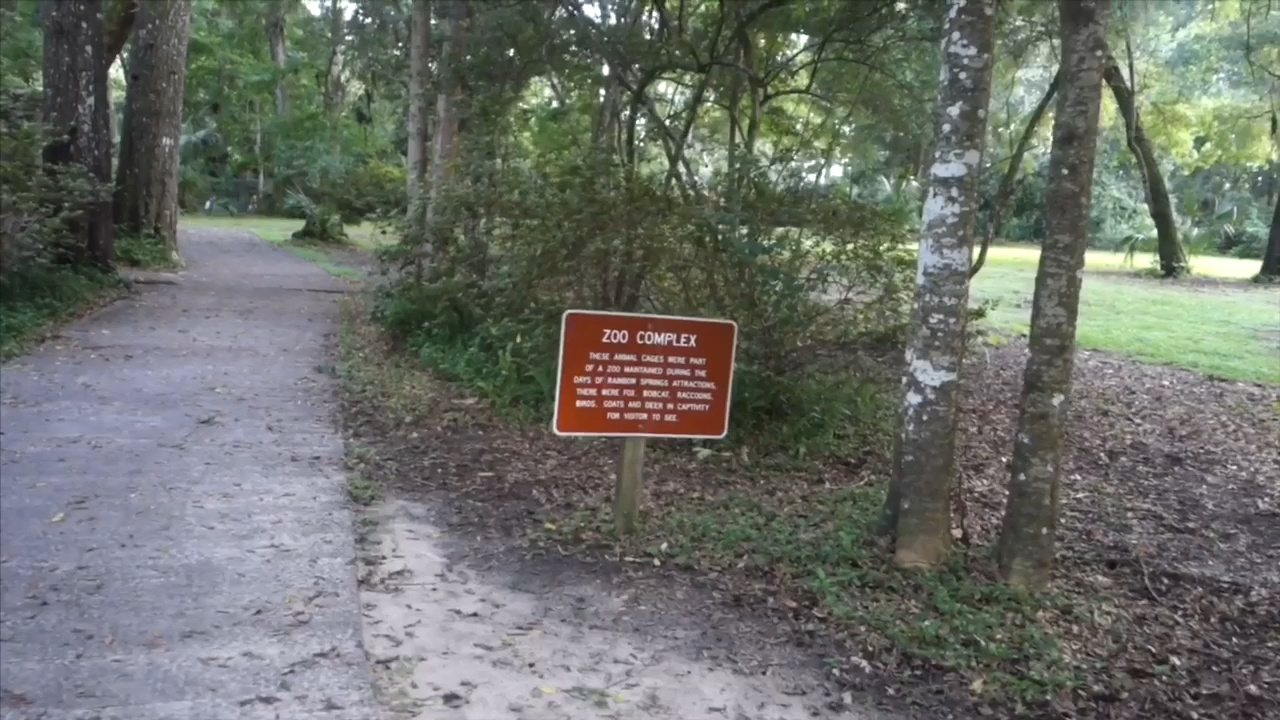 ZOO COMPLEX
THESE ANIMAL CAGES WERE PART
OF A ZOO MAINTAINED DURING THE
DAYS OF RAINBOW SPRINGS ATTRACTIONS,
THERE WERE FOX, BOBCAT, RACCOONS,
BIRDS, GOATS AND DEER IN CAPTIVITY
FOR VISITOR TO SEE.